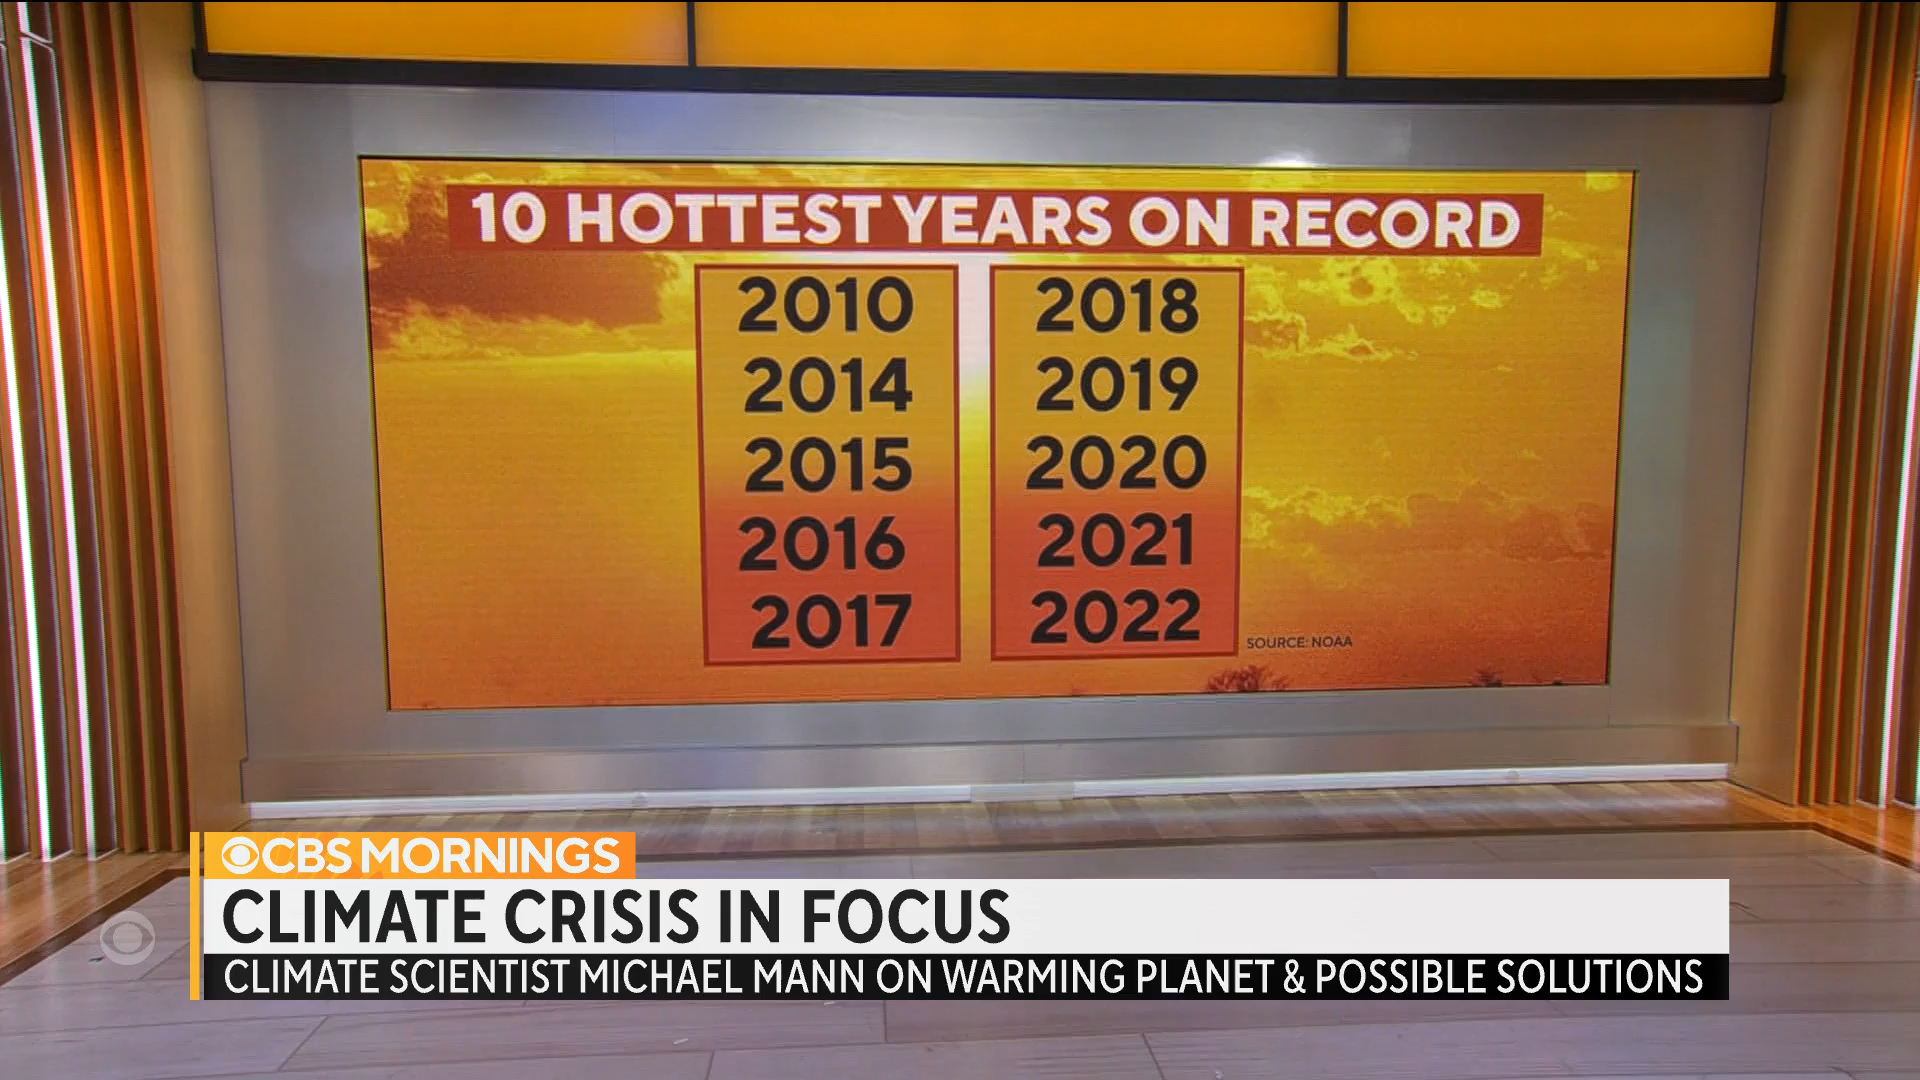 10 HOTTEST YEARS ON RECORD
2010
2014
2015
2016
2017
2018
2019
2020
2021
2022
SOURCE: NOAA
CBS MORNINGS
CLIMATE CRISIS IN FOCUS
CLIMATE SCIENTIST MICHAEL MANN ON WARMING PLANET & POSSIBLE SOLUTIONS